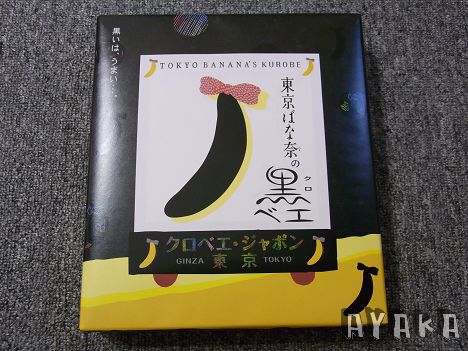 黒いは、うまい。
TOKYO BANANA'S KUROBE
東京ばな奈の
黒ベエ
クロ
クロベエ・ジャポン
GINZA 東京 TOKYO
AYAKA